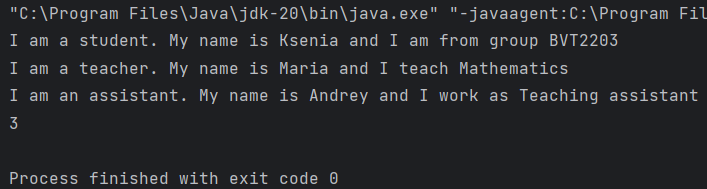 "C:\Program Files\Java\jdk-20\bin\java.exe" "-javaagent:C:\Program Fil
I am a student. My name is Ksenia and I am from group BVT2203
I am a teacher. My name is Maria and I teach Mathematics
I am an assistant. My name is Andrey and I work as Teaching assistant
3
Process finished with exit code 0